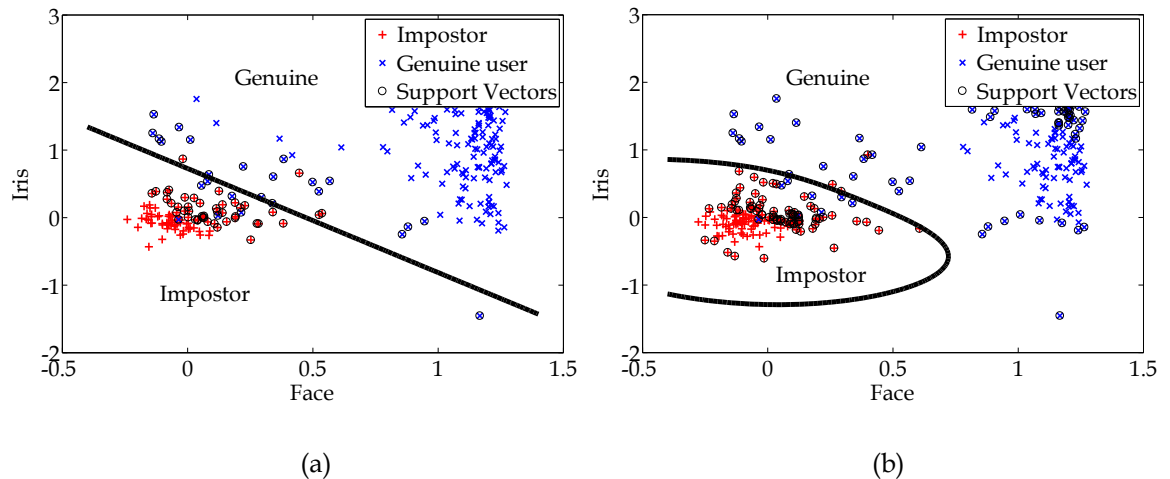 3
2
1
0
-1
-2
-0.5
0
0.5
1
1.5
Iris
Face
Impostor
Genuine user
Support Vectors
Genuine
Impostor
(a)
3
2
1
0
-1
-2
-0.5
0
0.5
1
1.5
Iris
Face
Impostor
Genuine user
Support Vectors
Genuine
Impostor
(b)